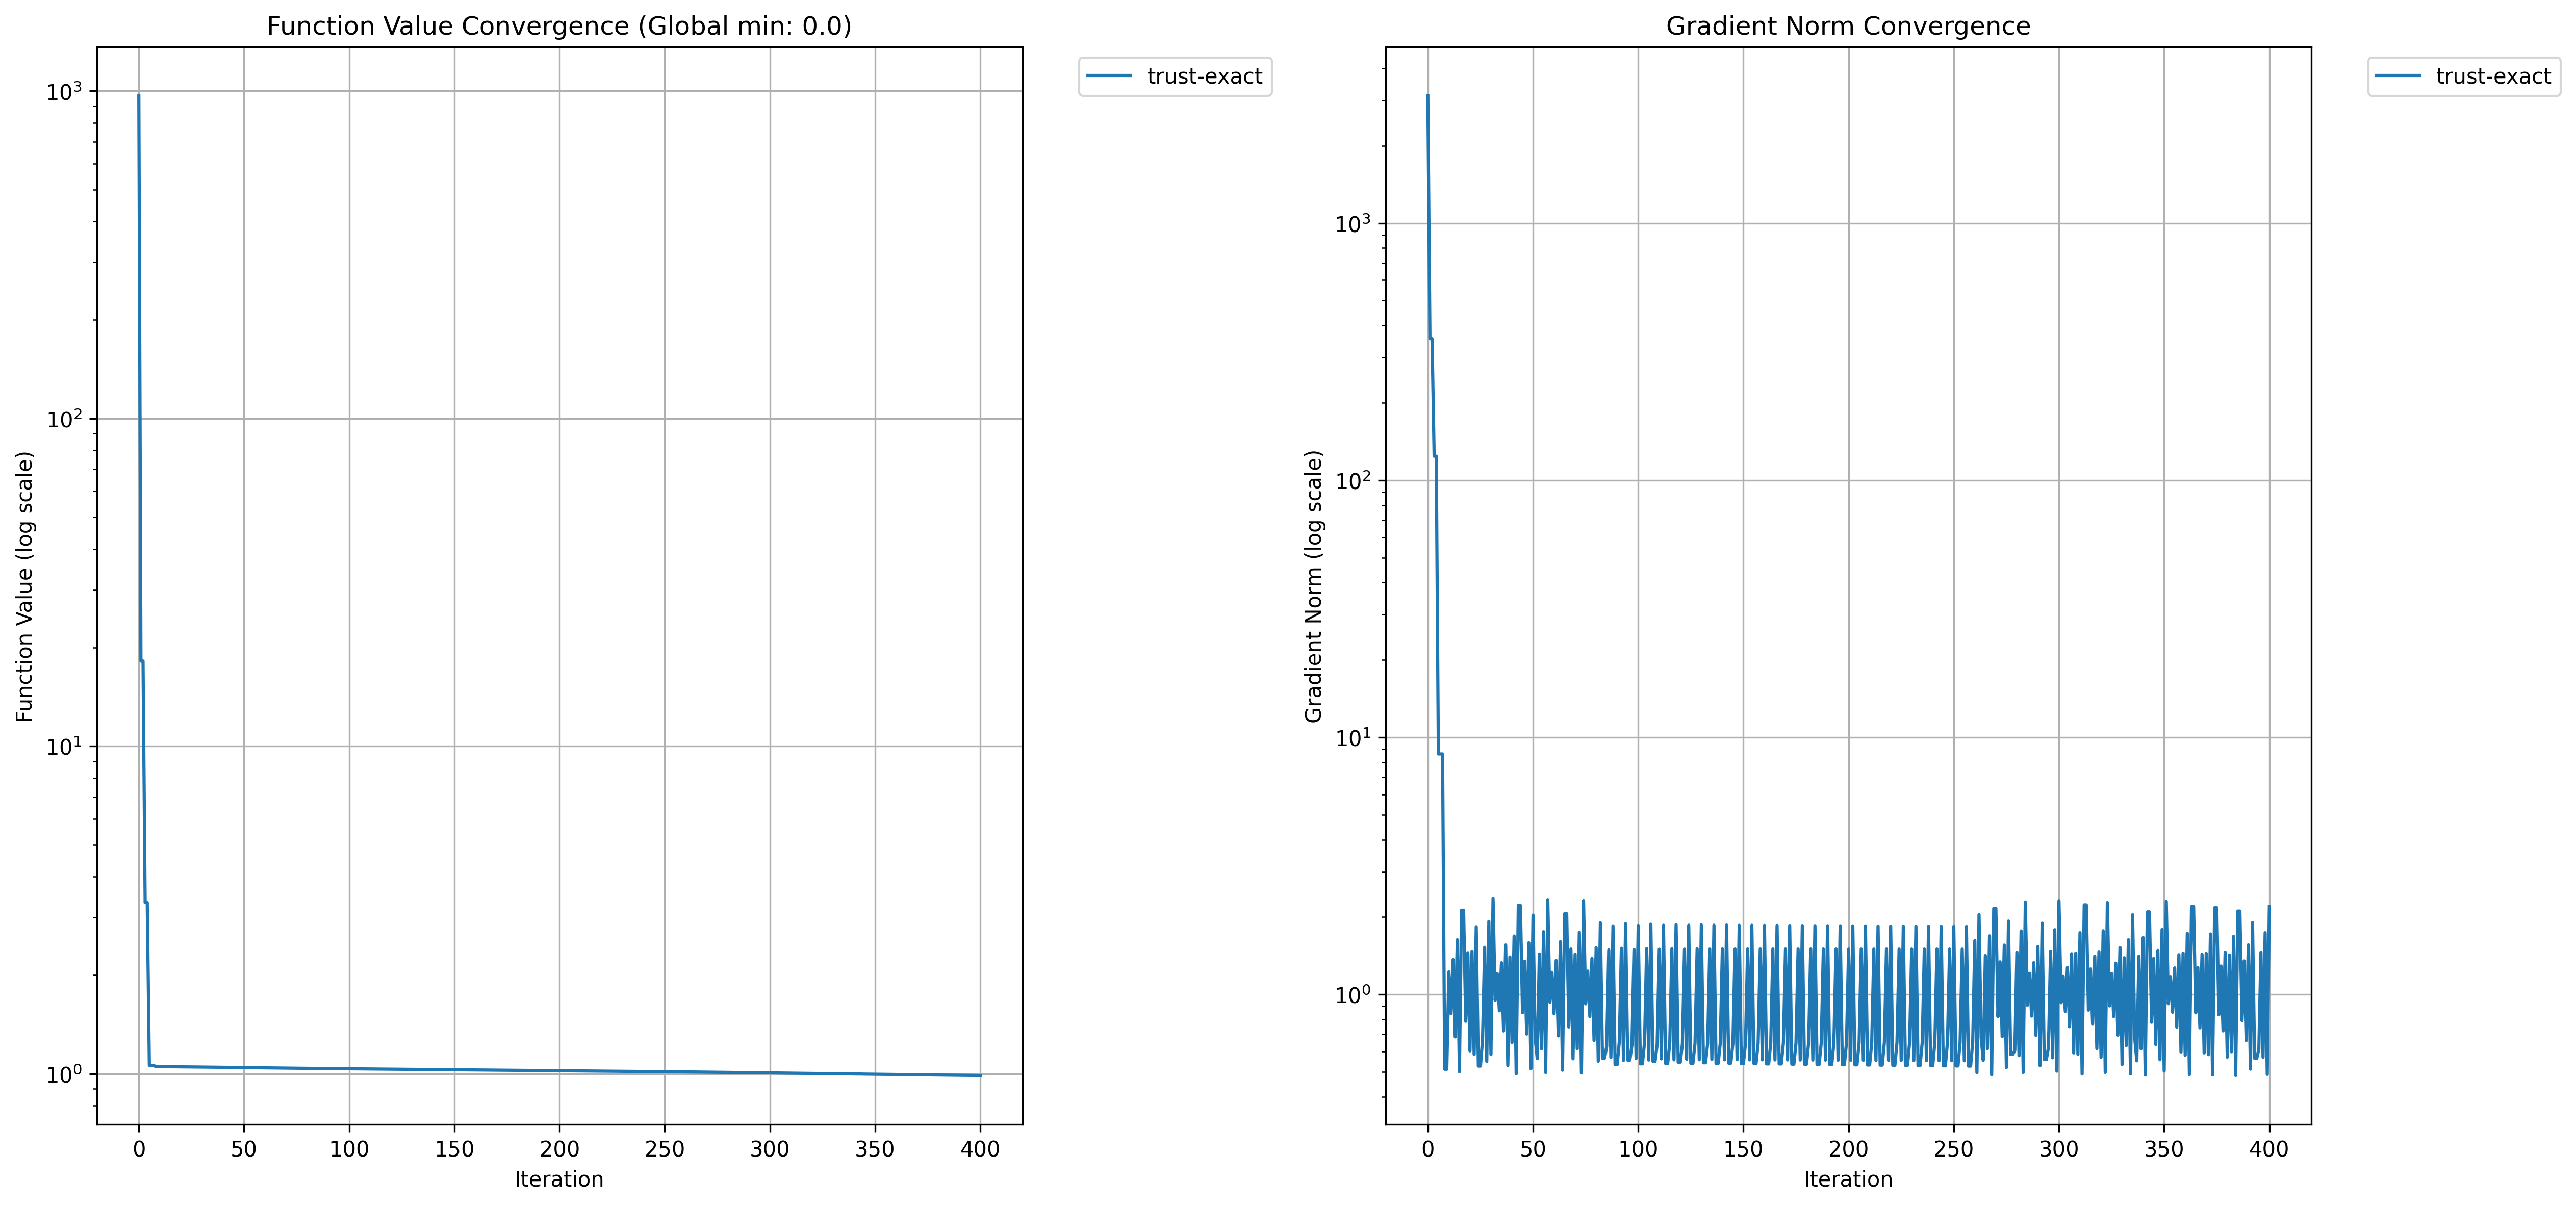 Function Value Convergence (Global min: 0.0)
Function Value (log scale)
10³
10²
10¹
10⁰
0 50 100 150 200 250 300 350 400
Iteration
trust-exact
Gradient Norm Convergence
Gradient Norm (log scale)
10³
10²
10¹
10⁰
0 50 100 150 200 250 300 350 400
Iteration
trust-exact